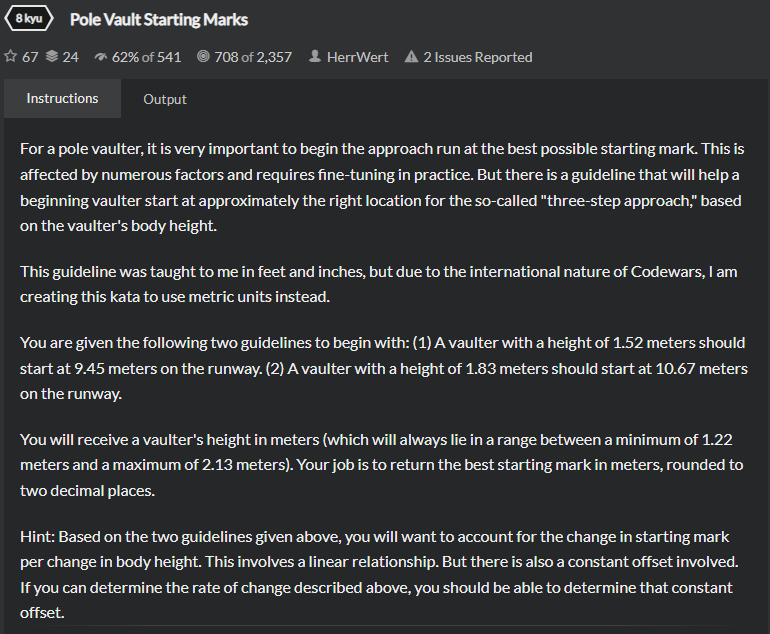 8 kyu Pole Vault Starting Marks
67 24 62% of 541 708 of 2,357 HerrWert 2 Issues Reported
Instructions Output
For a pole vaulter, it is very important to begin the approach run at the best possible starting mark. This is
affected by numerous factors and requires fine-tuning in practice. But there is a guideline that will help a
beginning vaulter start at approximately the right location for the so-called "three-step approach," based
on the vaulter's body height.
This guideline was taught to me in feet and inches, but due to the international nature of Codewars, I am
creating this kata to use metric units instead.
You are given the following two guidelines to begin with: (1) A vaulter with a height of 1.52 meters should
start at 9.45 meters on the runway. (2) A vaulter with a height of 1.83 meters should start at 10.67 meters
on the runway.
You will receive a vaulter's height in meters (which will always lie in a range between a minimum of 1.22
meters and a maximum of 2.13 meters). Your job is to return the best starting mark in meters, rounded to
two decimal places.
Hint: Based on the two guidelines given above, you will want to account for the change in starting mark
per change in body height. This involves a linear relationship. But there is also a constant offset involved.
If you can determine the rate of change described above, you should be able to determine that constant
offset.